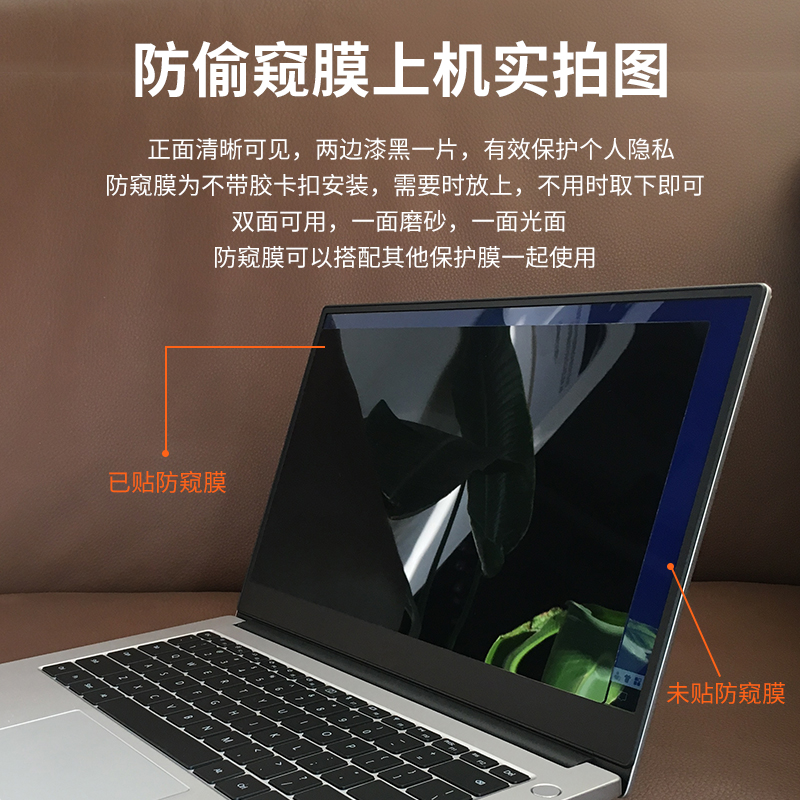 防偷窥膜上机实拍图
正面清晰可见，两边漆黑一片，有效保护个人隐私
防窥膜为不带胶卡扣安装，需要时放上，不用时取下即可
双面可用，一面磨砂，一面光面
防窥膜可以搭配其他保护膜一起使用
已贴防窥膜
未贴防窥膜